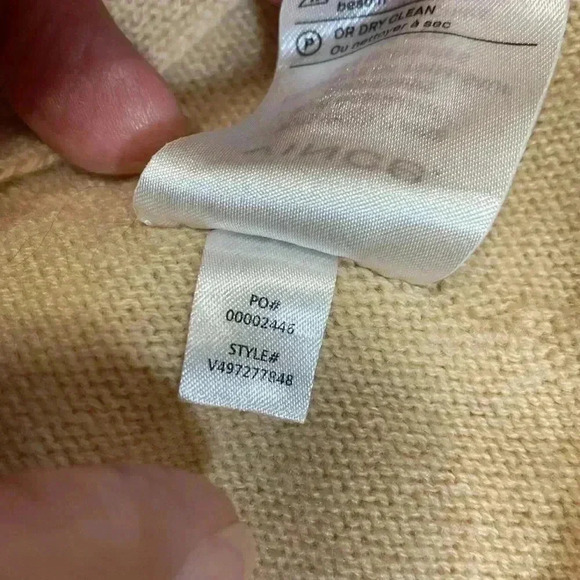 OR DRY CLEAN
P
Ou nettoyer à sec
PO#
00002446
STYLE#
V497277848